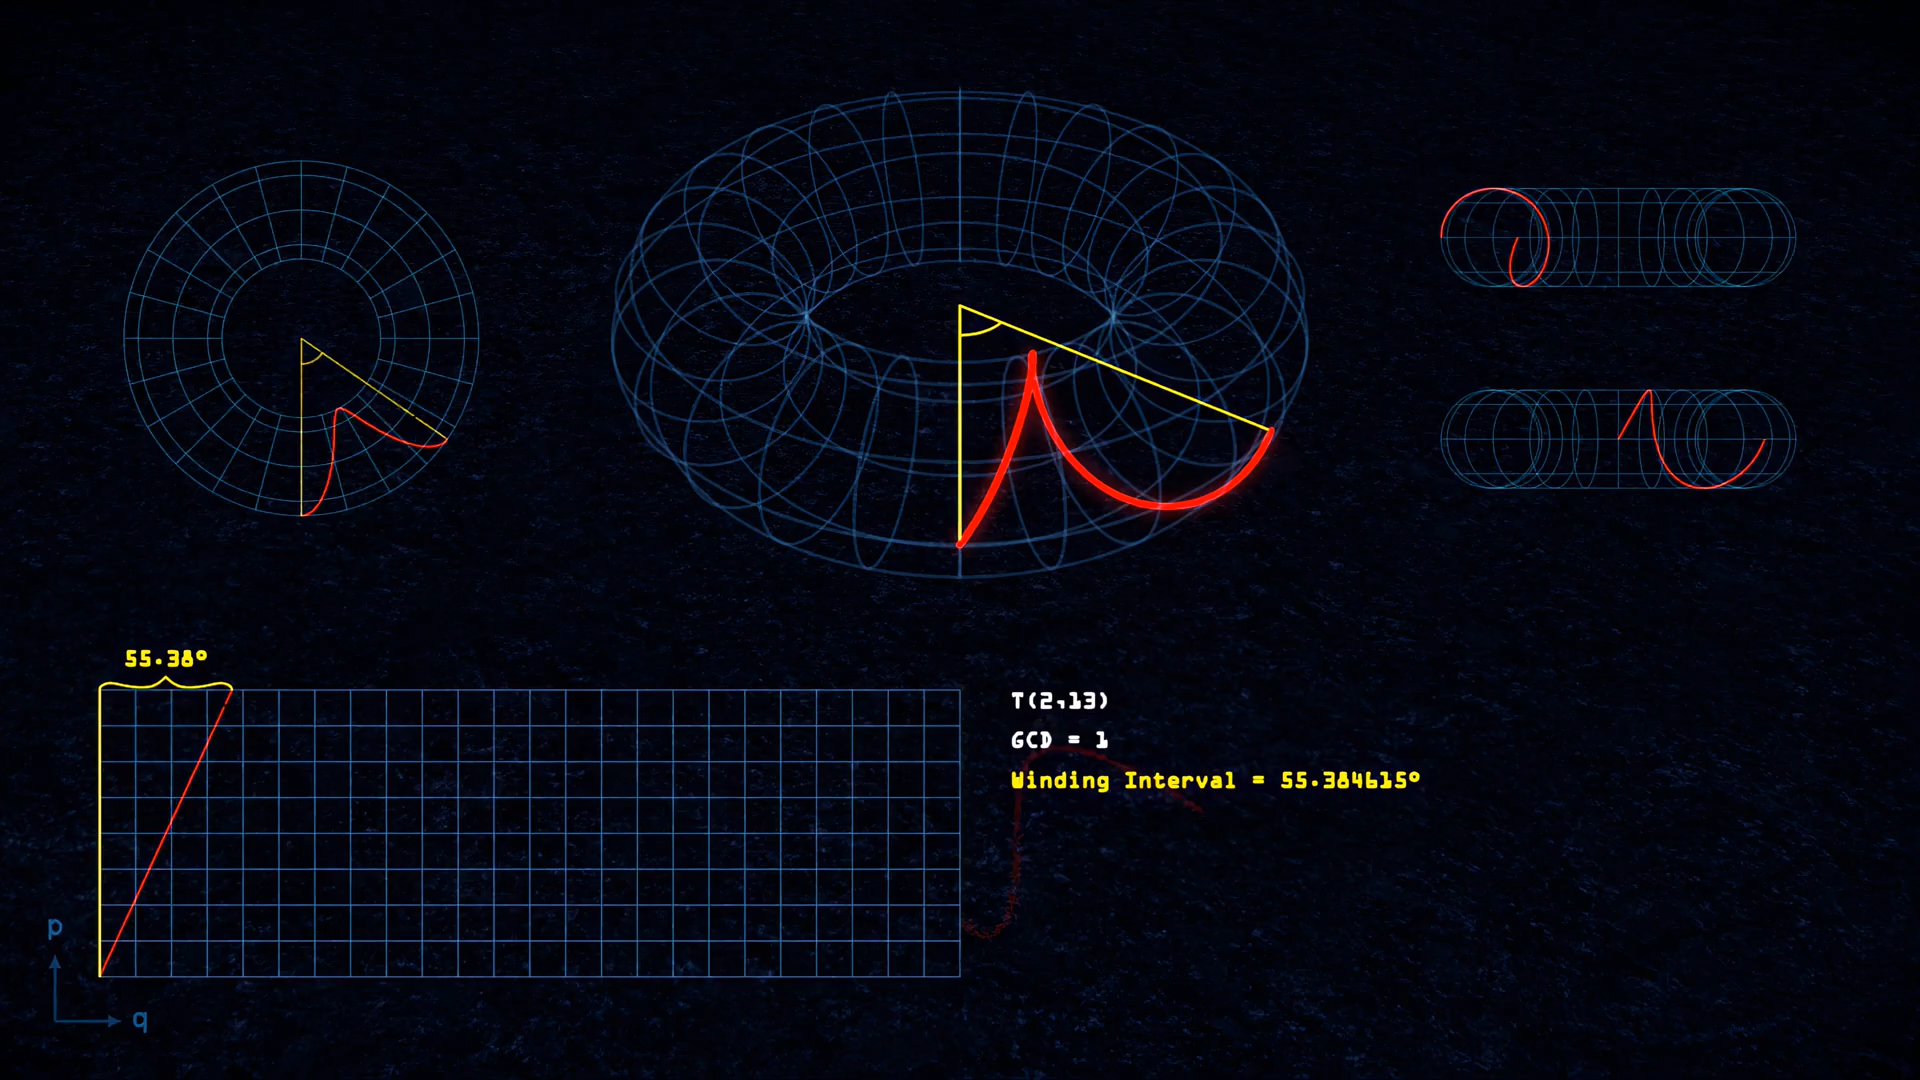 55.38°
T(2,13)
GCD = 1
Winding Interval = 55.384615°
p
q